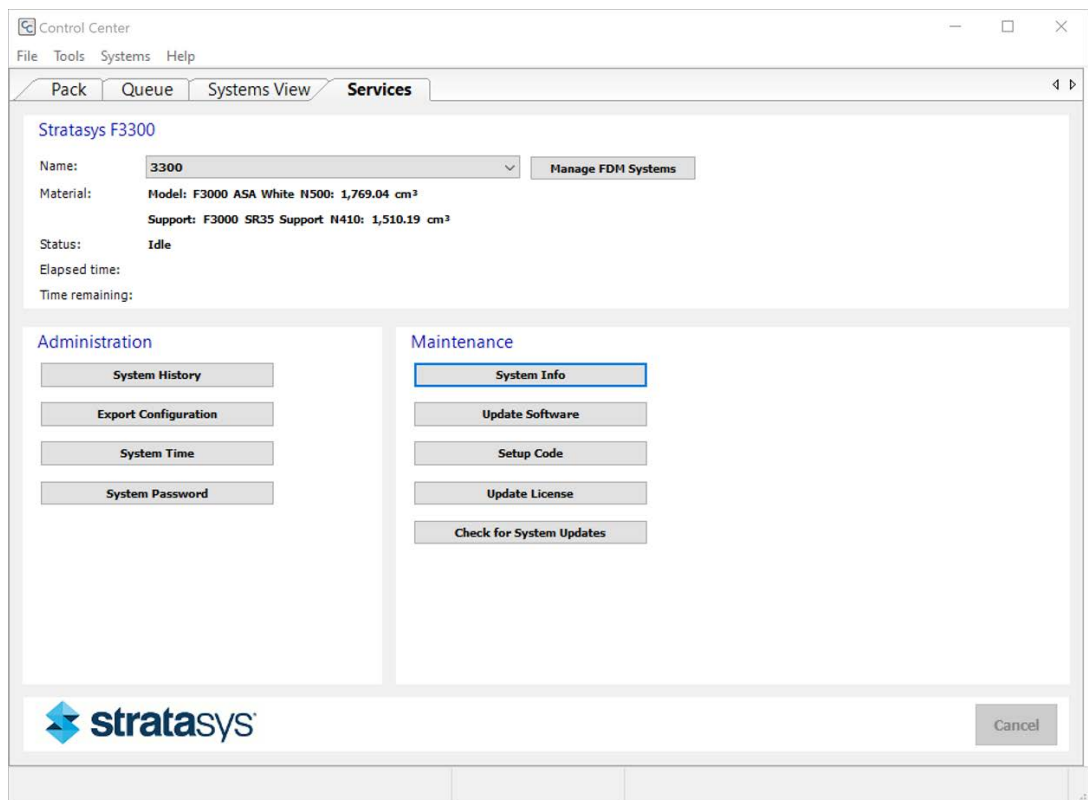 Control Center
File Tools Systems Help
Pack Queue Systems View Services
Stratasys F3300
Name: 3300 Manage FDM Systems
Material: Model: F3000 ASA White N500: 1,769.04 cm³
Support: F3000 SR35 Support N410: 1,510.19 cm³
Status: Idle
Elapsed time:
Time remaining:
Administration
System History
Export Configuration
System Time
System Password
Maintenance
System Info
Update Software
Setup Code
Update License
Check for System Updates
stratasys
Cancel